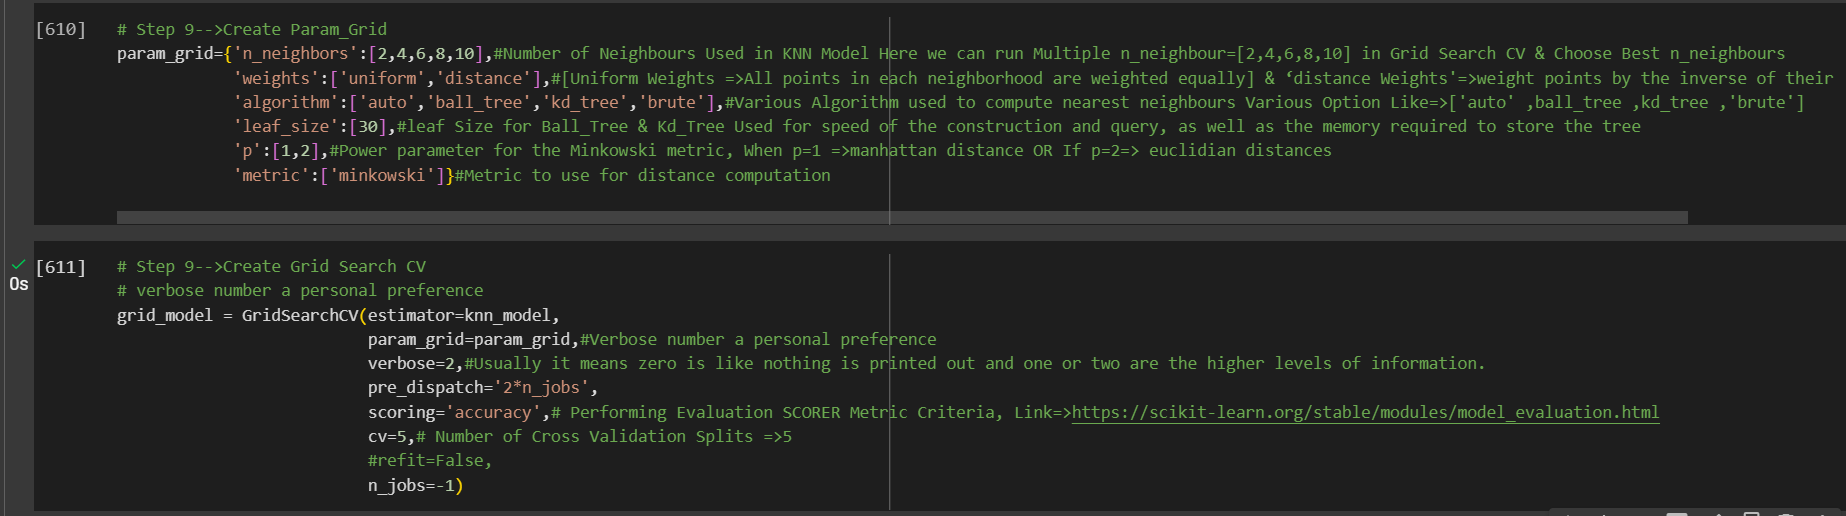 [610] # Step 9-->Create Param_Grid
param_grid={'n_neighbors':[2,4,6,8,10],#Number of Neighbours Used in KNN Model Here we can run Multiple n_neighbour=[2,4,6,8,10] in Grid Search CV & Choose Best n_neighbours
'weights':['uniform','distance'],#[Uniform Weights =>All points in each neighborhood are weighted equally] & ‘distance Weights'=>weight points by the inverse of their
'algorithm':['auto','ball_tree','kd_tree','brute'],#Various Algorithm used to compute nearest neighbours Various Option Like=>['auto' ,ball_tree ,kd_tree ,'brute']
'leaf_size':[30],#leaf Size for Ball_Tree & Kd_Tree Used for speed of the construction and query, as well as the memory required to store the tree
'p':[1,2],#Power parameter for the Minkowski metric, When p=1 =>manhattan distance OR If p=2=> euclidian distances
'metric':['minkowski']}#Metric to use for distance computation
[611] # Step 9-->Create Grid Search CV
0s # verbose number a personal preference
grid_model = GridSearchCV(estimator=knn_model,
param_grid=param_grid,#Verbose number a personal preference
verbose=2,#Usually it means zero is like nothing is printed out and one or two are the higher levels of information.
pre_dispatch='2*n_jobs',
scoring='accuracy',# Performing Evaluation SCORER Metric Criteria, Link=>https://scikit-learn.org/stable/modules/model_evaluation.html
cv=5,# Number of Cross Validation Splits =>5
#refit=False,
n_jobs=-1)